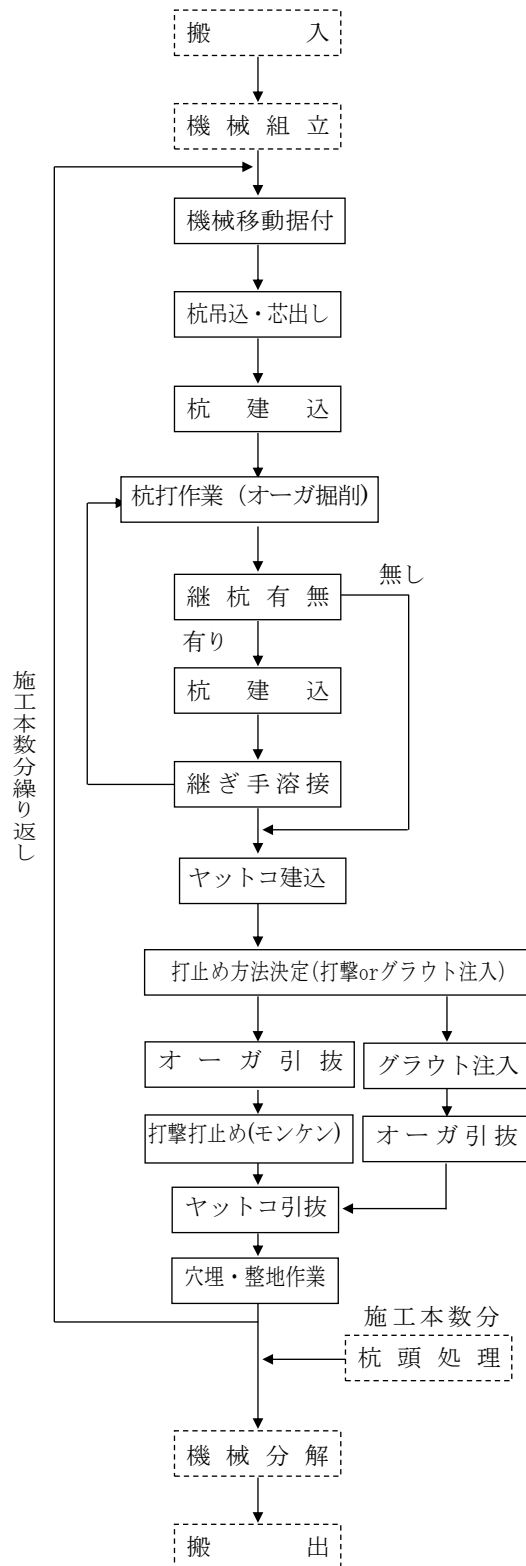 搬入
機械組立
機械移動据付
杭吊込・芯出し
杭建込
杭打作業（オーガ掘削）
無し
継杭有無
有り
杭建込
継ぎ手溶接
施工本数分繰り返し
ヤットコ建込
打止め方法決定(打撃orグラウト注入)
オーガ引抜
グラウト注入
打撃打止め(モンケン)
オーガ引抜
ヤットコ引抜
穴埋・整地作業
施工本数分
杭頭処理
機械分解
搬出